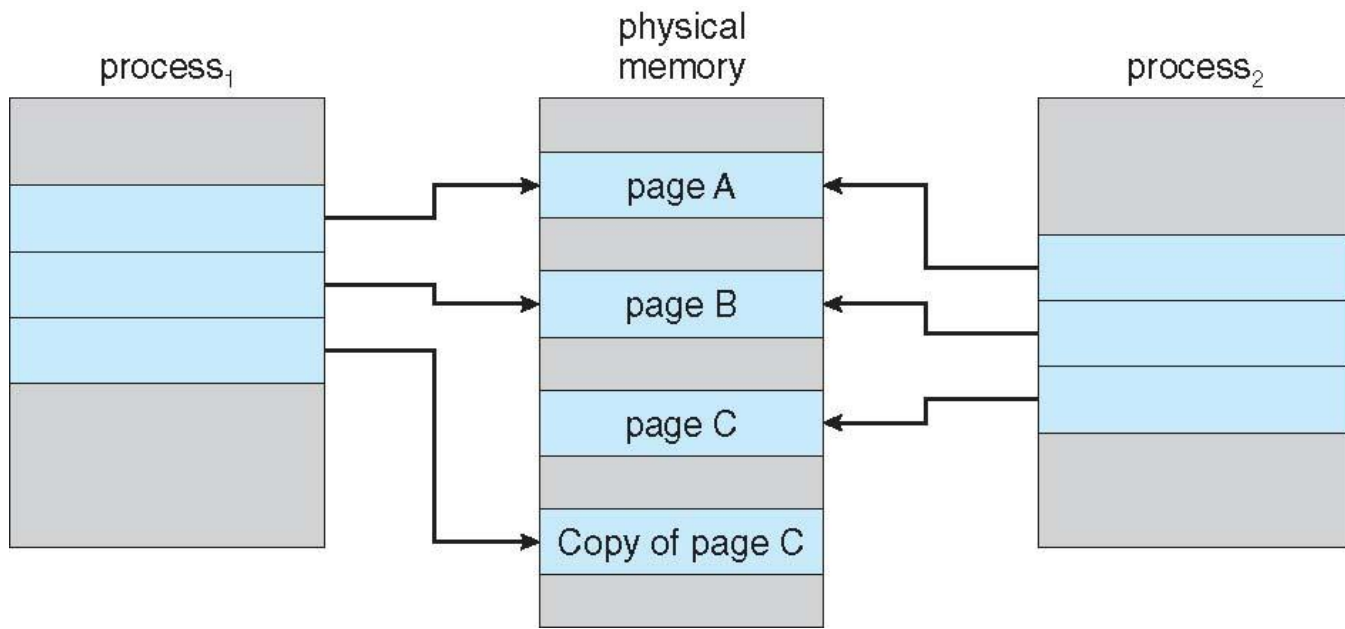 process₁
physical
memory
process₂
page A
page B
page C
Copy of page C